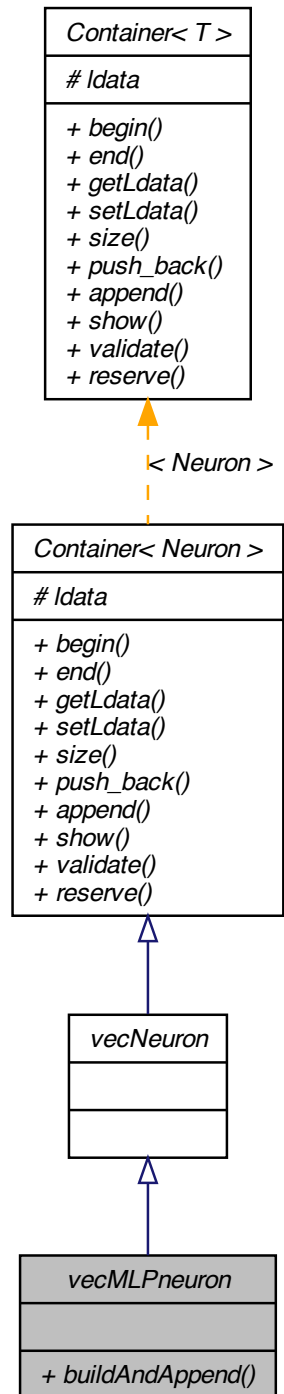 Container< T >
# ldata
+ begin()
+ end()
+ getLdata()
+ setLdata()
+ size()
+ push_back()
+ append()
+ show()
+ validate()
+ reserve()
< Neuron >
Container< Neuron >
# ldata
+ begin()
+ end()
+ getLdata()
+ setLdata()
+ size()
+ push_back()
+ append()
+ show()
+ validate()
+ reserve()
vecNeuron
vecMLPneuron
+ buildAndAppend()